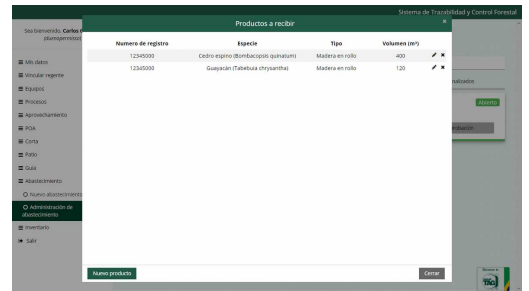 Sistema de Trazabilidad y Control Forestal
Sea bienvenido, Carlos
Productos a recibir
×
Numero de registro Especie Tipo Volumen (m³)
12345000 Cedro espino (Bombacopsis quinatum) Madera en rollo 400
12345000 Guayacán (Tabebuia chrysantha) Madera en rollo 120
Mis datos
Vincular regente
Equipos
Procesos
Aprovechamiento
POA
Corta
Patio
Guía
Abastecimiento
Nuevo abastecimiento
Administración de
abastecimiento
Inventario
Salir
Abierto
Nuevo producto
Cerrar
TAG